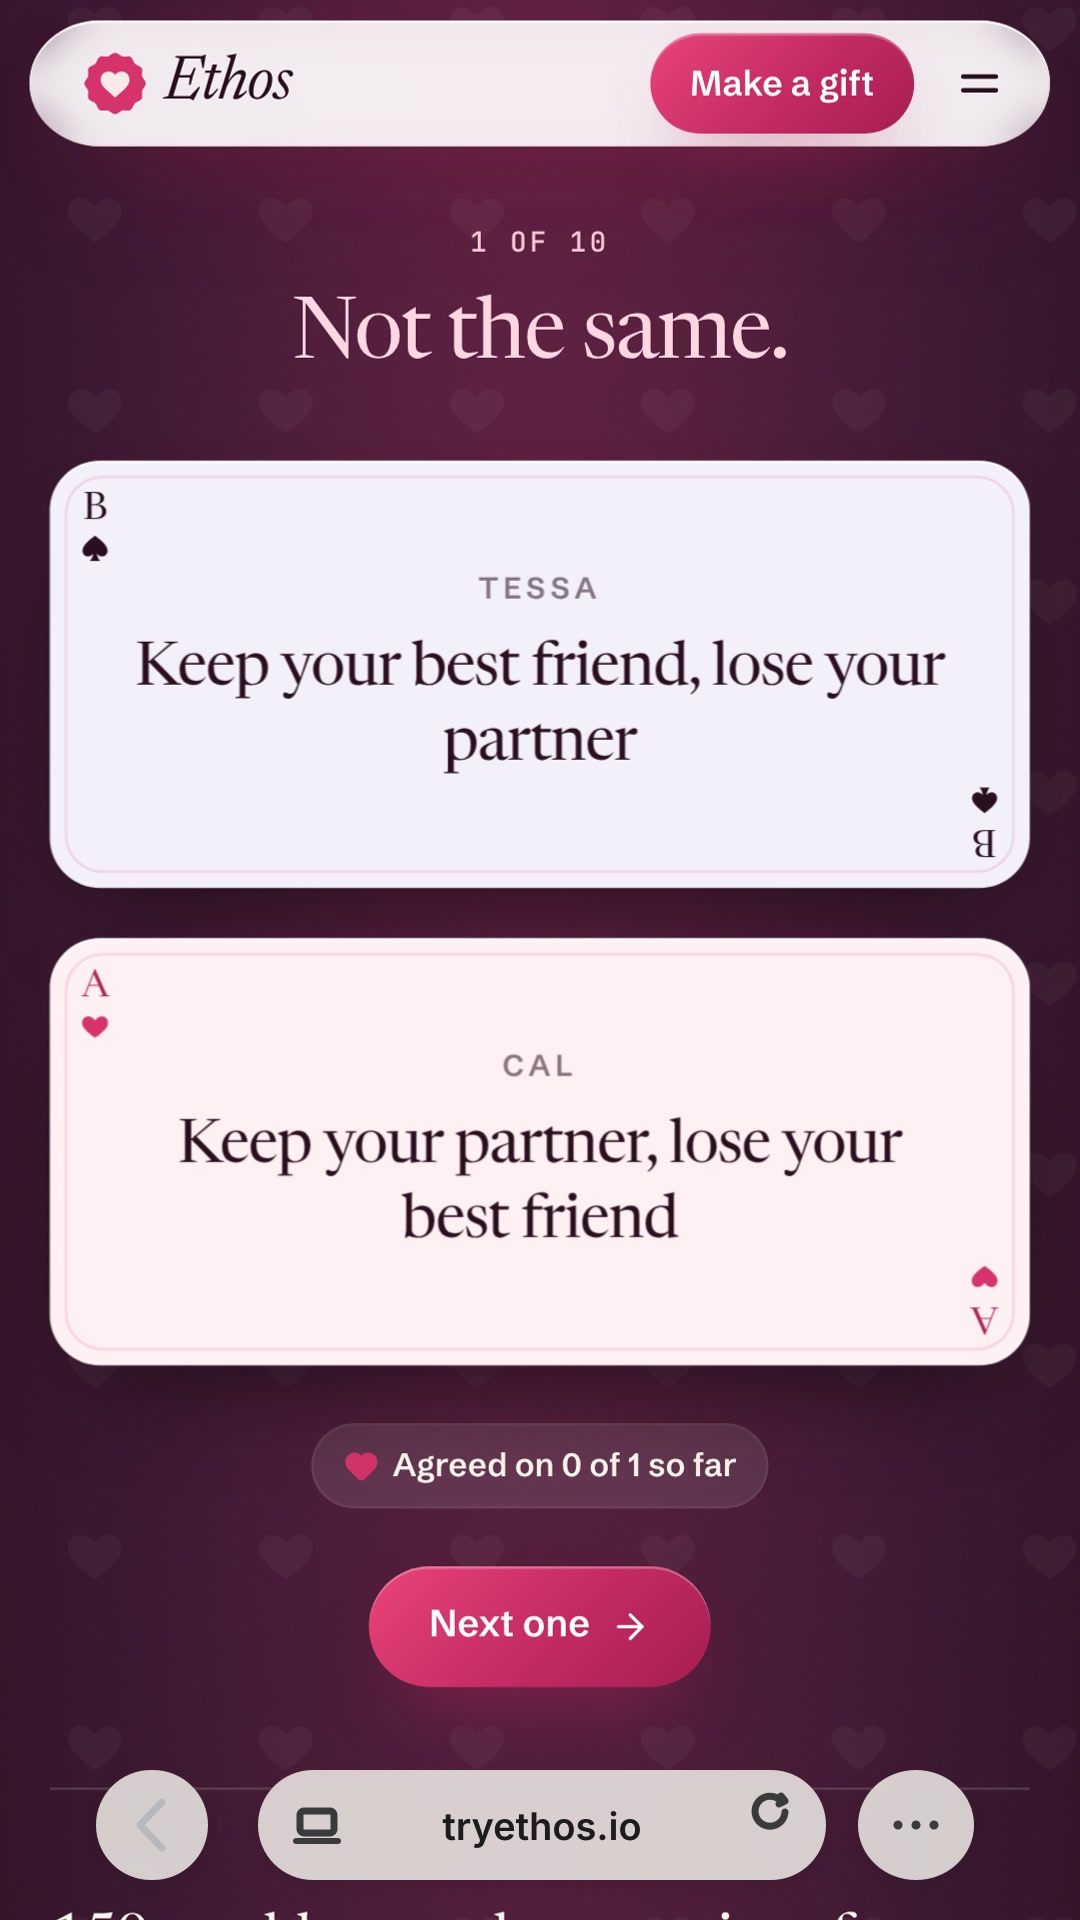 Ethos
Make a gift
1 OF 10
Not the same.
B
TESSA
Keep your best friend, lose your
partner
B
A
CAL
Keep your partner, lose your
best friend
A
Agreed on 0 of 1 so far
Next one →
tryethos.io